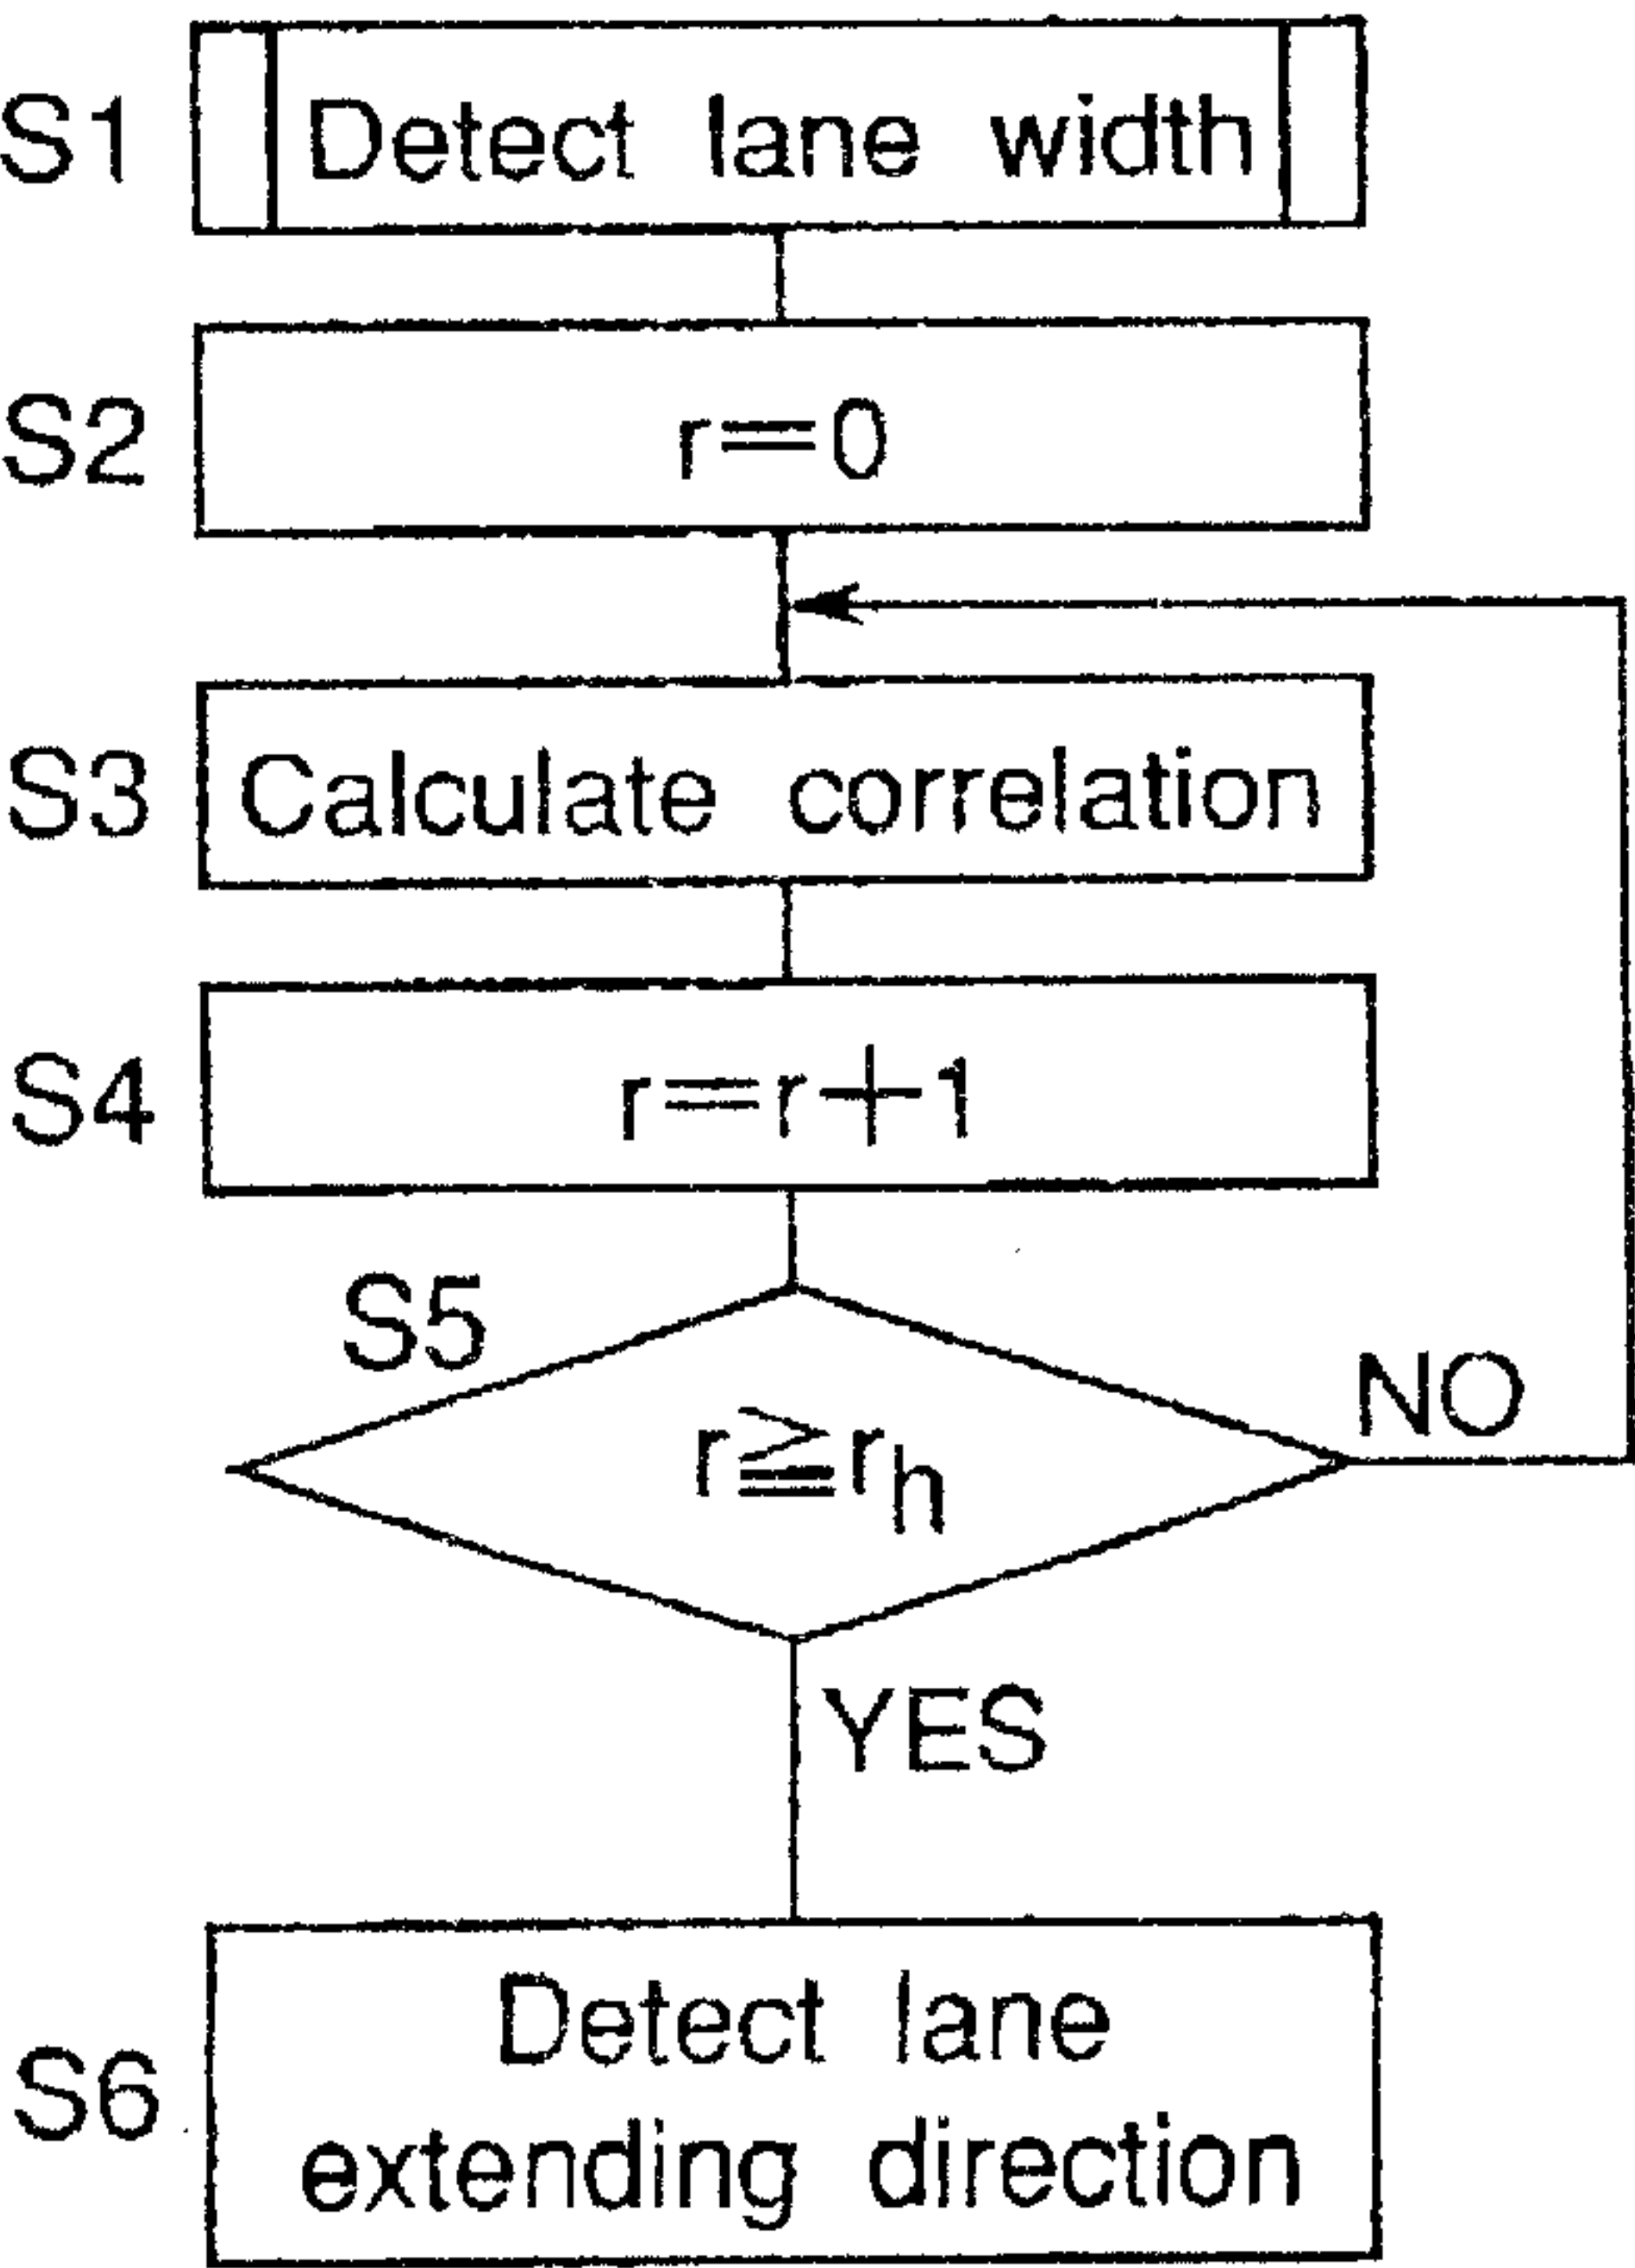 S1 Detect lane width
S2 r=0
S3 Calculate correlation
S4 r=r+1
S5
r≧rh
NO
YES
Detect lane
S6 extending direction